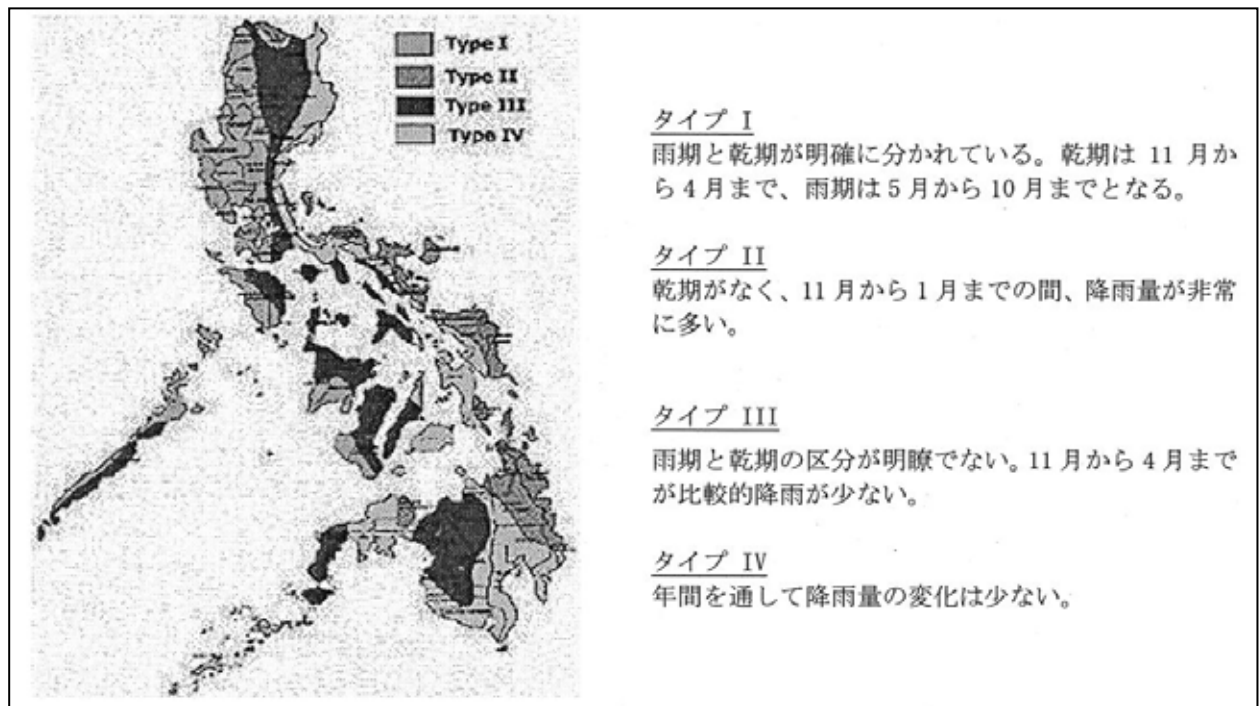 Type I
Type II
Type III
Type IV
タイプ I
雨期と乾期が明確に分かれている。乾期は 11 月か
ら 4 月まで、雨期は 5 月から 10 月までとなる。
タイプ II
乾期がなく、11 月から 1 月までの間、降雨量が非常
に多い。
タイプ III
雨期と乾期の区分が明瞭でない。11 月から 4 月まで
が比較的降雨が少ない。
タイプ IV
年間を通して降雨量の変化は少ない。